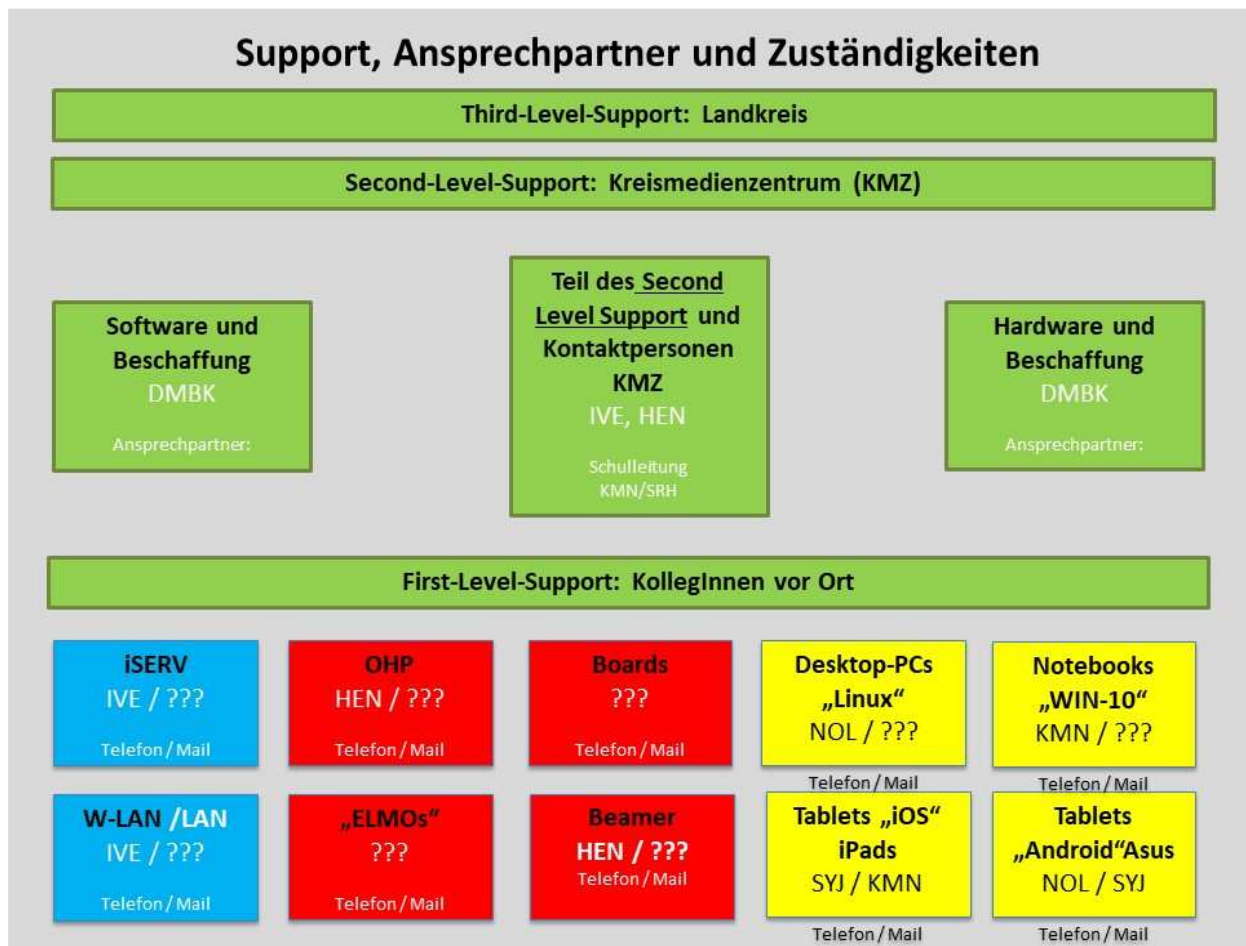 Support, Ansprechpartner und Zuständigkeiten
Third-Level-Support: Landkreis
Second-Level-Support: Kreismedienzentrum (KMZ)
Software und
Beschaffung
DMBK
Ansprechpartner:
Teil des Second
Level Support und
Kontaktpersonen
KMZ
IVE, HEN
Schulleitung
KMN/SRH
Hardware und
Beschaffung
DMBK
Ansprechpartner:
First-Level-Support: KollegInnen vor Ort
iSERV
IVE / ???
Telefon / Mail
OHP
HEN / ???
Telefon / Mail
Boards
???
Telefon / Mail
Desktop-PCs
„Linux“
NOL / ???
Telefon / Mail
Notebooks
„WIN-10“
KMN / ???
Telefon / Mail
W-LAN /LAN
IVE / ???
Telefon / Mail
„ELMOs“
???
Telefon / Mail
Beamer
HEN / ???
Telefon / Mail
Tablets „iOS“
iPads
SYJ / KMN
Telefon / Mail
Tablets
„Android“Asus
NOL / SYJ
Telefon / Mail